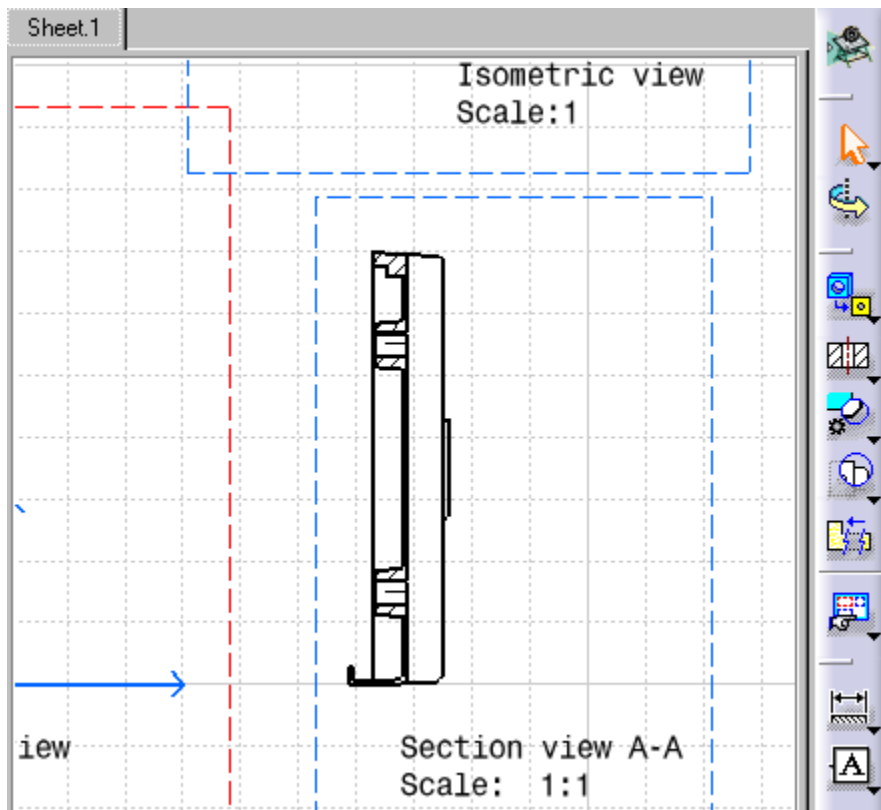 Sheet.1
Isometric view
Scale:1
iew
Section view A-A
Scale: 1:1
A